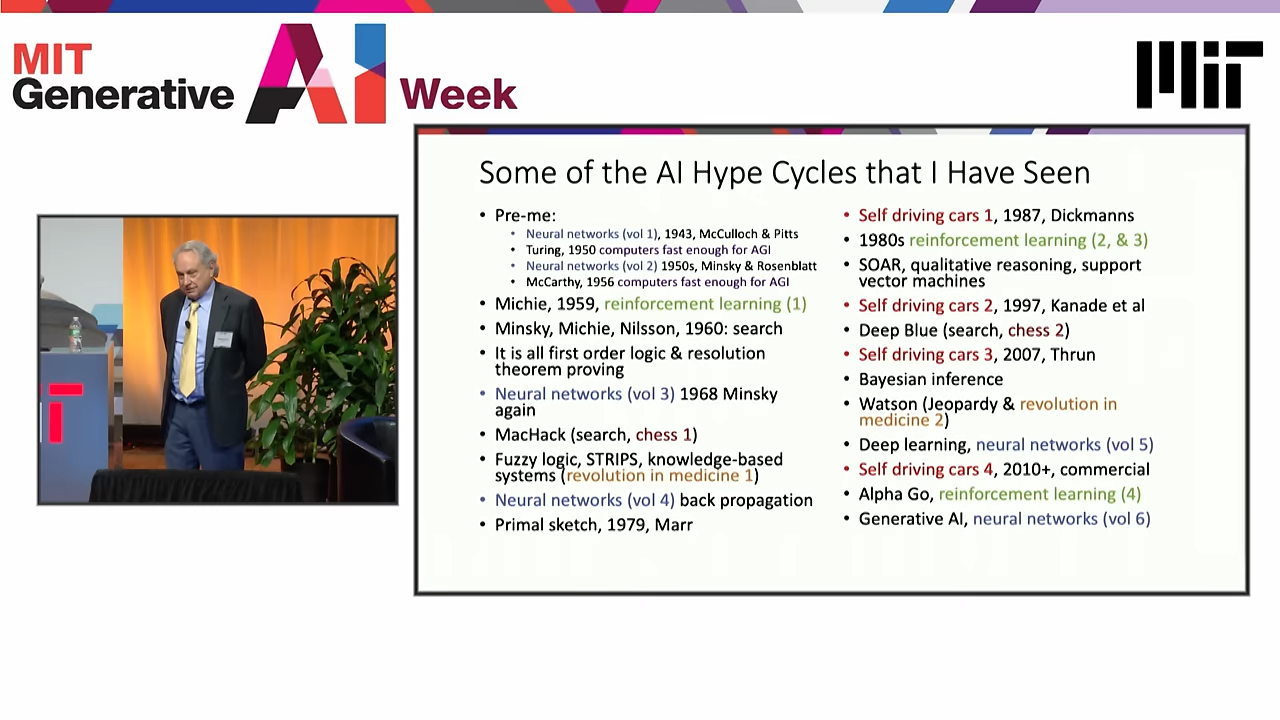 MIT
Generative
AI
Week
MIT
Some of the AI Hype Cycles that I Have Seen
• Pre-me:
• Neural networks (vol 1), 1943, McCulloch & Pitts
• Turing, 1950 computers fast enough for AGI
• Neural networks (vol 2) 1950s, Minsky & Rosenblatt
• McCarthy, 1956 computers fast enough for AGI
• Michie, 1959, reinforcement learning (1)
• Minsky, Michie, Nilsson, 1960: search
• It is all first order logic & resolution
theorem proving
• Neural networks (vol 3) 1968 Minsky
again
• MacHack (search, chess 1)
• Fuzzy logic, STRIPS, knowledge-based
systems (revolution in medicine 1)
• Neural networks (vol 4) back propagation
• Primal sketch, 1979, Marr
• Self driving cars 1, 1987, Dickmanns
• 1980s reinforcement learning (2, & 3)
• SOAR, qualitative reasoning, support
vector machines
• Self driving cars 2, 1997, Kanade et al
• Deep Blue (search, chess 2)
• Self driving cars 3, 2007, Thrun
• Bayesian inference
• Watson (Jeopardy & revolution in
medicine 2)
• Deep learning, neural networks (vol 5)
• Self driving cars 4, 2010+, commercial
• Alpha Go, reinforcement learning (4)
• Generative AI, neural networks (vol 6)